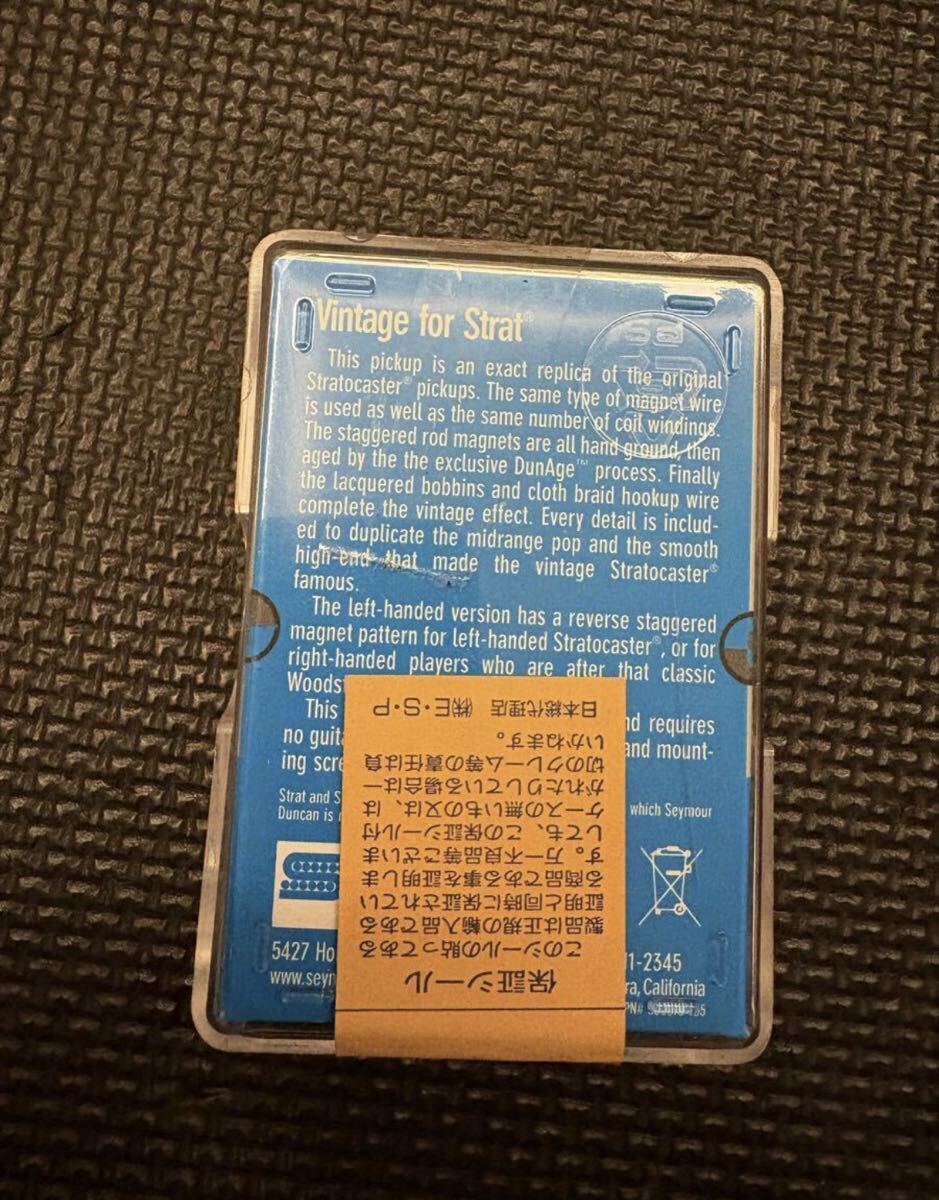 Vintage for Strat®
This pickup is an exact replica of the original
Stratocaster® pickups. The same type of magnet wire
is used as well as the same number of coil windings.
The staggered rod magnets are all hand ground, then
aged by the the exclusive DunAge™ process. Finally
the lacquered bobbins and cloth braid hookup wire
complete the vintage effect. Every detail is includ-
ed to duplicate the midrange pop and the smooth
high-end that made the vintage Stratocaster®
famous.
The left-handed version has a reverse staggered
magnet pattern for left-handed Stratocaster®, or for
right-handed players who are after that classic
Woodst
This nd requires
no guit and mount-
ing scre
Strat and S which Seymour
Duncan is
5427 Ho 1-2345
www.seyn ra, California
PN#
保証シール
このシールの貼ってある
製品は正規の輸入品である
証明と同時に保証されてい
る商品である事を証明しま
す。万一不良品等ございま
しても、この保証シール付
ケースの無いもの又は、は
がれたりしている場合は一
切のクレーム等の責任は負
いかねます。
日本総代理店 ㈱E・S・P